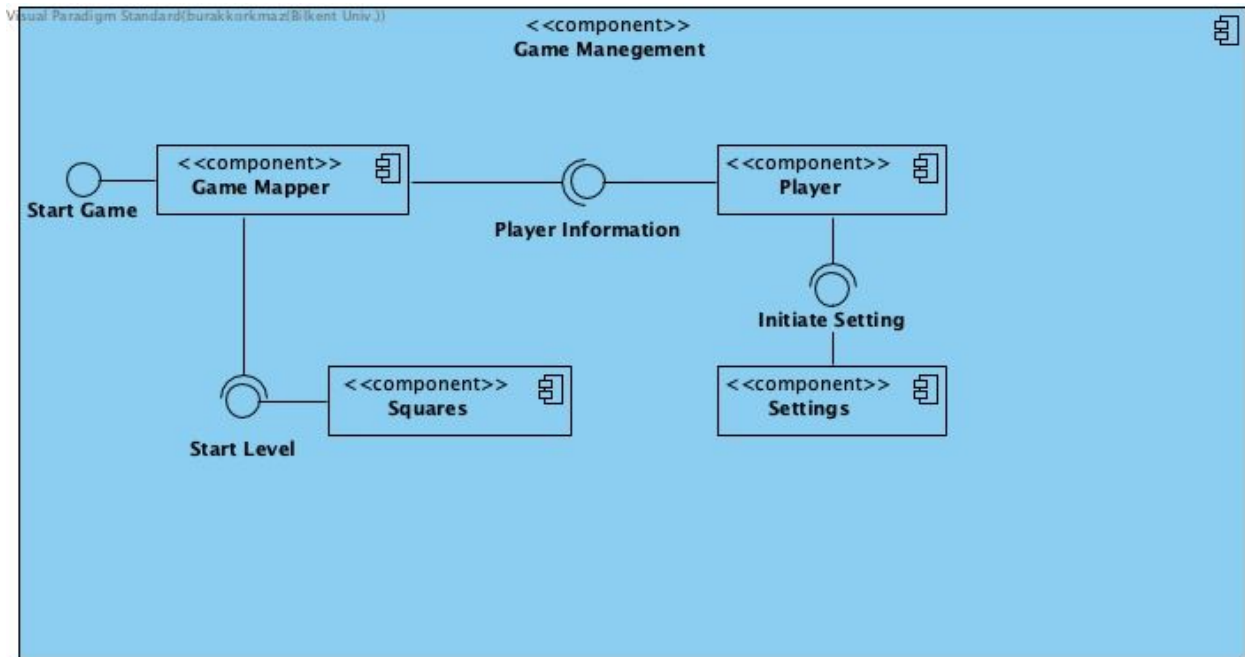 Visual Paradigm Standard(burakkorkmaz(Bilkent Univ.))
<<component>>
Game Manegement
<<component>>
Game Mapper
Start Game
Player Information
<<component>>
Player
Initiate Setting
<<component>>
Squares
<<component>>
Settings
Start Level